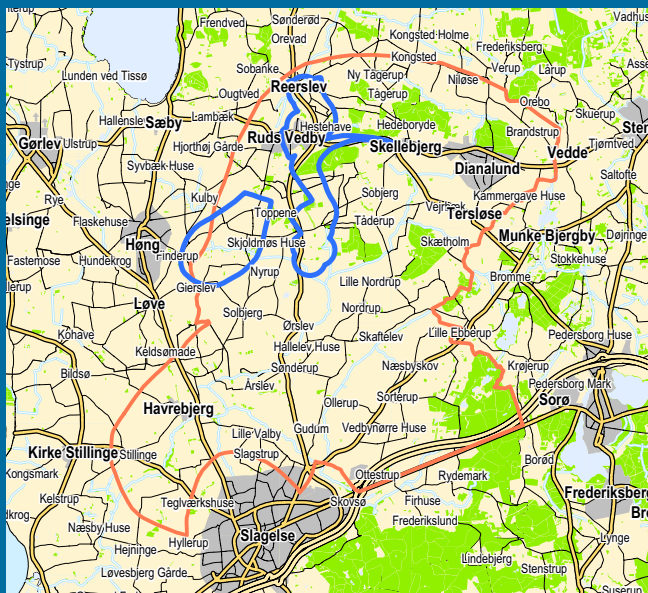 Frendved
Sønderød
Vadhus
Orevad
Kongsted Holme
Tystrup
Sobanke
Kongsted
Frederiksberg
Lunden ved Tissø
Ny Tågerup
Niløse
Verup
Lårup
Ougtved
Reerslev
Tågerup
Orebo
Hallenslev
Sæby
Lambæk
Hestehave
Hedeboryde
Skuerup
Gørlev
Ulstrup
Ruds Vedby
Brandstrup
Hjorthøj Gårde
Skellebjerg
Vedde
Tjømtved
Syvbæk Huse
Dianalund
Saltofte
Rye
Kulby
Sobjerg
Kammergave Huse
Flaskehuse
Toppene
Tåderup
Tersløse
Høng
Skjoldmøs Huse
Skætholm
Munke Bjergby
Døjringe
Fastemose
Hundekrog
Finderup
Stokkehuse
Nyrup
Lille Nordrup
Bromme
Gierslev
Løve
Solbjerg
Nordrup
Ørslev
Lille Ebberup
Kohave
Skaftelev
Pedersborg Huse
Hallelev Huse
Keldsømade
Sønderup
Næsbyskov
Krøjerup
Bildsø
Årslev
Pedersborg Mark
Havrebjerg
Ollerup
Sorterup
Sorø
Lille Valby
Gudum
Vedbynørre Huse
Kirke Stillinge
Stillinge
Slagstrup
Borød
Kongsmark
Ottestrup
Rydemark
Kelstrup
Teglværkshuse
Skovsø
Firhuse
Frederiksberg
Næsby Huse
Frederikslund
Hejninge
Hyllerup
Slagelse
Lynge
Løvesbjerg Gårde
Lindebjerg
Stenstrup
Suserup